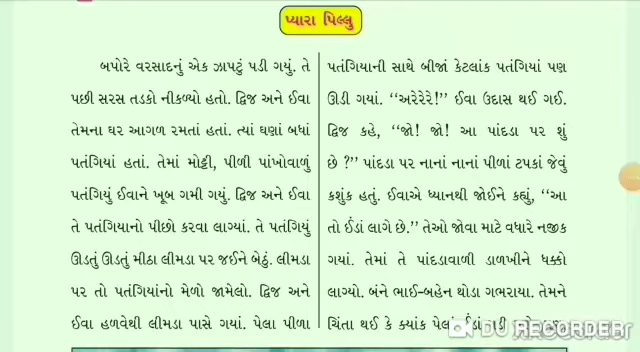 પ્યારા પિલ્લુ
બપોરે વરસાદનું એક ઝાપટું પડી ગયું. તે
પછી સરસ તડકો નીકળ્યો હતો. દ્વિજ અને ઈવા
તેમના ઘર આગળ રમતાં હતાં. ત્યાં ઘણાં બધાં
પતંગિયાં હતાં. તેમાં મોટ્ટી, પીળી પાંખોવાળું
પતંગિયું ઈવાને ખૂબ ગમી ગયું. દ્વિજ અને ઈવા
તે પતંગિયાનો પીછો કરવા લાગ્યાં. તે પતંગિયું
ઊડતું ઊડતું મીઠા લીમડા પર જઈને બેઠું. લીમડા
પર તો પતંગિયાંનો મેળો જામેલો. દ્વિજ અને
ઈવા હળવેથી લીમડા પાસે ગયાં. પેલા પીળા
પતંગિયાની સાથે બીજાં કેટલાંક પતંગિયાં પણ
ઊડી ગયાં. “અરેરેરે!” ઈવા ઉદાસ થઈ ગઈ.
દ્વિજ કહે, “જો! જો! આ પાંદડા પર શું
છે ?” પાંદડા પર નાનાં નાનાં પીળાં ટપકાં જેવું
કશુંક હતું. ઈવાએ ધ્યાનથી જોઈને કહ્યું, “આ
તો ઈંડાં લાગે છે.” તેઓ જોવા માટે વધારે નજીક
ગયાં. તેમાં તે પાંદડાવાળી ડાળખીને ધક્કો
લાગ્યો. બંને ભાઈ-બહેન થોડા ગભરાયા. તેમને
ચિંતા થઈ કે ક્યાંક પેલાં ઈંડાં
DU RECORDER